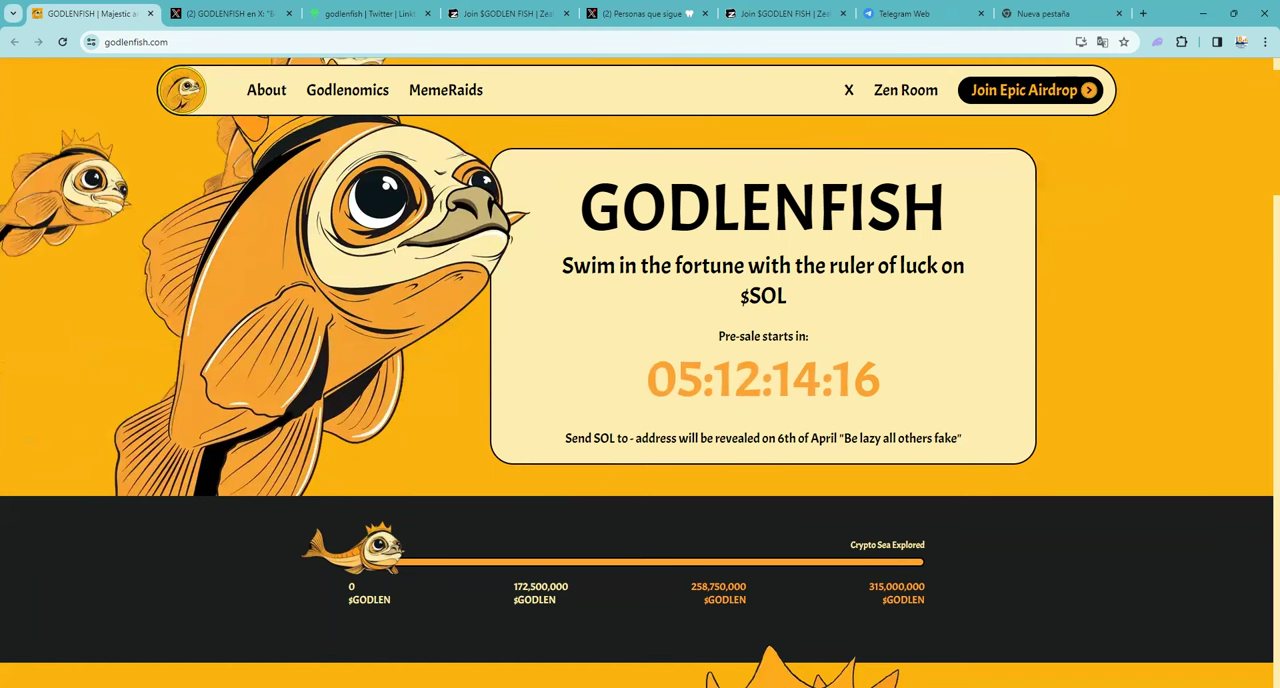 GODLENFISH | Majestic a
(2) GODLENFISH en X: "E
godlenfish | Twitter | Link
Join $GODLEN FISH | Zea
(2) Personas que sigue
Join $GODLEN FISH | Ze
Telegram Web
Nueva pestaña
godlenfish.com
About
Godlenomics
MemeRaids
X
Zen Room
Join Epic Airdrop
GODLENFISH
Swim in the fortune with the ruler of luck on
$SOL
Pre-sale starts in:
05:12:14:16
Send SOL to - address will be revealed on 6th of April "Be lazy all others fake"
Crypto Sea Explored
0
$GODLEN
172,500,000
$GODLEN
258,750,000
$GODLEN
315,000,000
$GODLEN